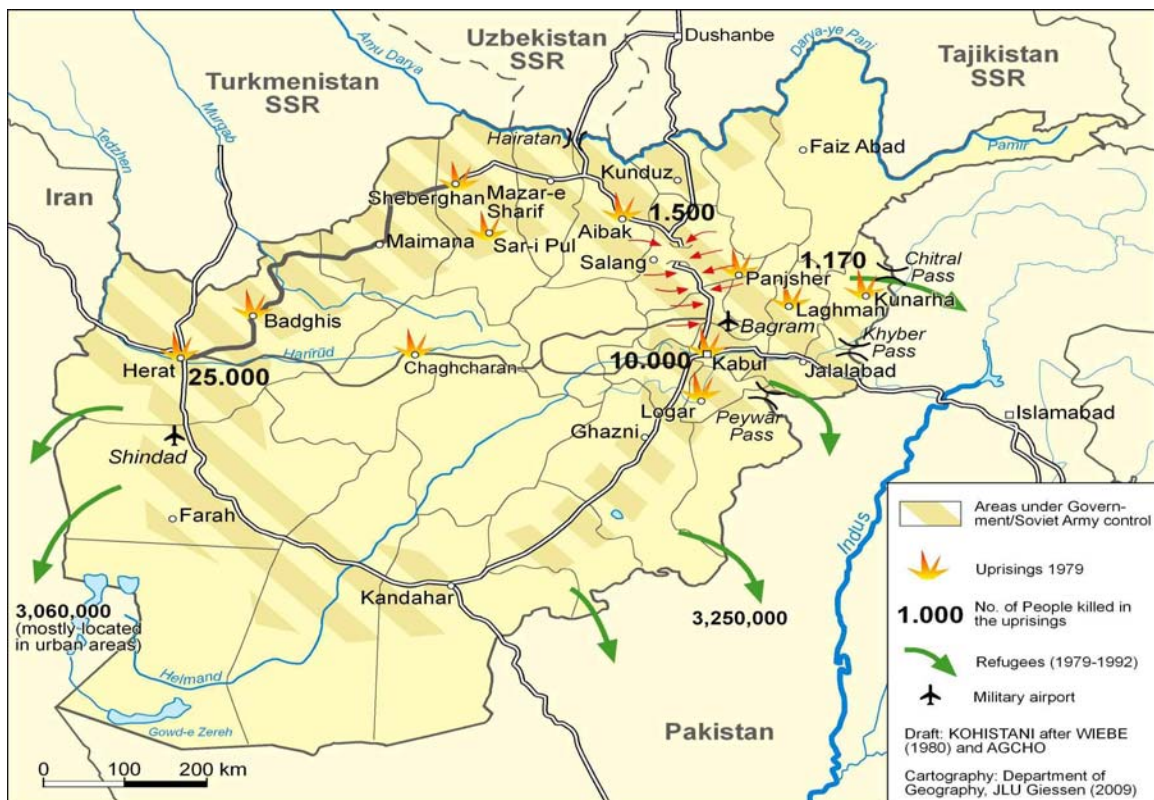 Uzbekistan
SSR
Dushanbe
Darya-ye Panj
Tajikistan
SSR
Amu Darya
Turkmenistan
SSR
Murqab
Tedzhen
Hairatan
Faiz Abad
Pamir
Iran
Kunduz
Sheberghan
Mazar-e
Sharif
1.500
Aibak
Maimana
Sar-i Pul
Salang
1.170
Chitral
Pass
Panjsher
Kunarha
Laghman
Badghis
Bagram
Khyber
Pass
Harirūd
Herat
25.000
Chaghcharan
10.000
Kabul
Jalalabad
Logar
Peywar
Pass
Islamabad
Ghazni
Shindad
Farah
Indus
Kandahar
3,060,000
(mostly located
in urban areas)
3,250,000
Helmand
Gowd-e Zereh
Pakistan
0 100 200 km
Areas under Govern-
ment/Soviet Army control
Uprisings 1979
1.000
No. of People killed in
the uprisings
Refugees (1979-1992)
Military airport
Draft: KOHISTANI after WIEBE
(1980) and AGCHO
Cartography: Department of
Geography, JLU Giessen (2009)